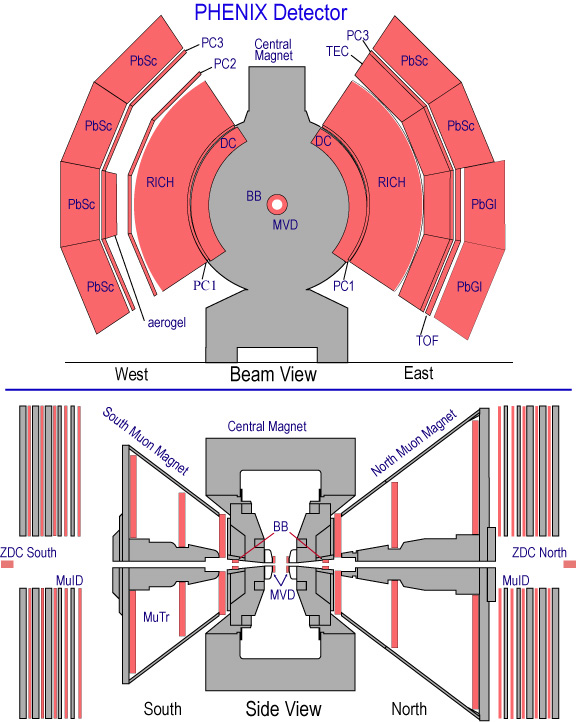 PHENIX Detector
Central
Magnet
PC3
PC2
PbSc
PbSc
PbSc
PbSc
RICH
DC
PC1
aerogel
BB
MVD
PC3
TEC
PbSc
PbSc
PbGl
PbGl
DC
RICH
PC1
TOF
West
Beam View
East
South Muon Magnet
Central Magnet
North Muon Magnet
BB
ZDC South
ZDC North
MuID
MuID
MVD
MuTr
South
Side View
North